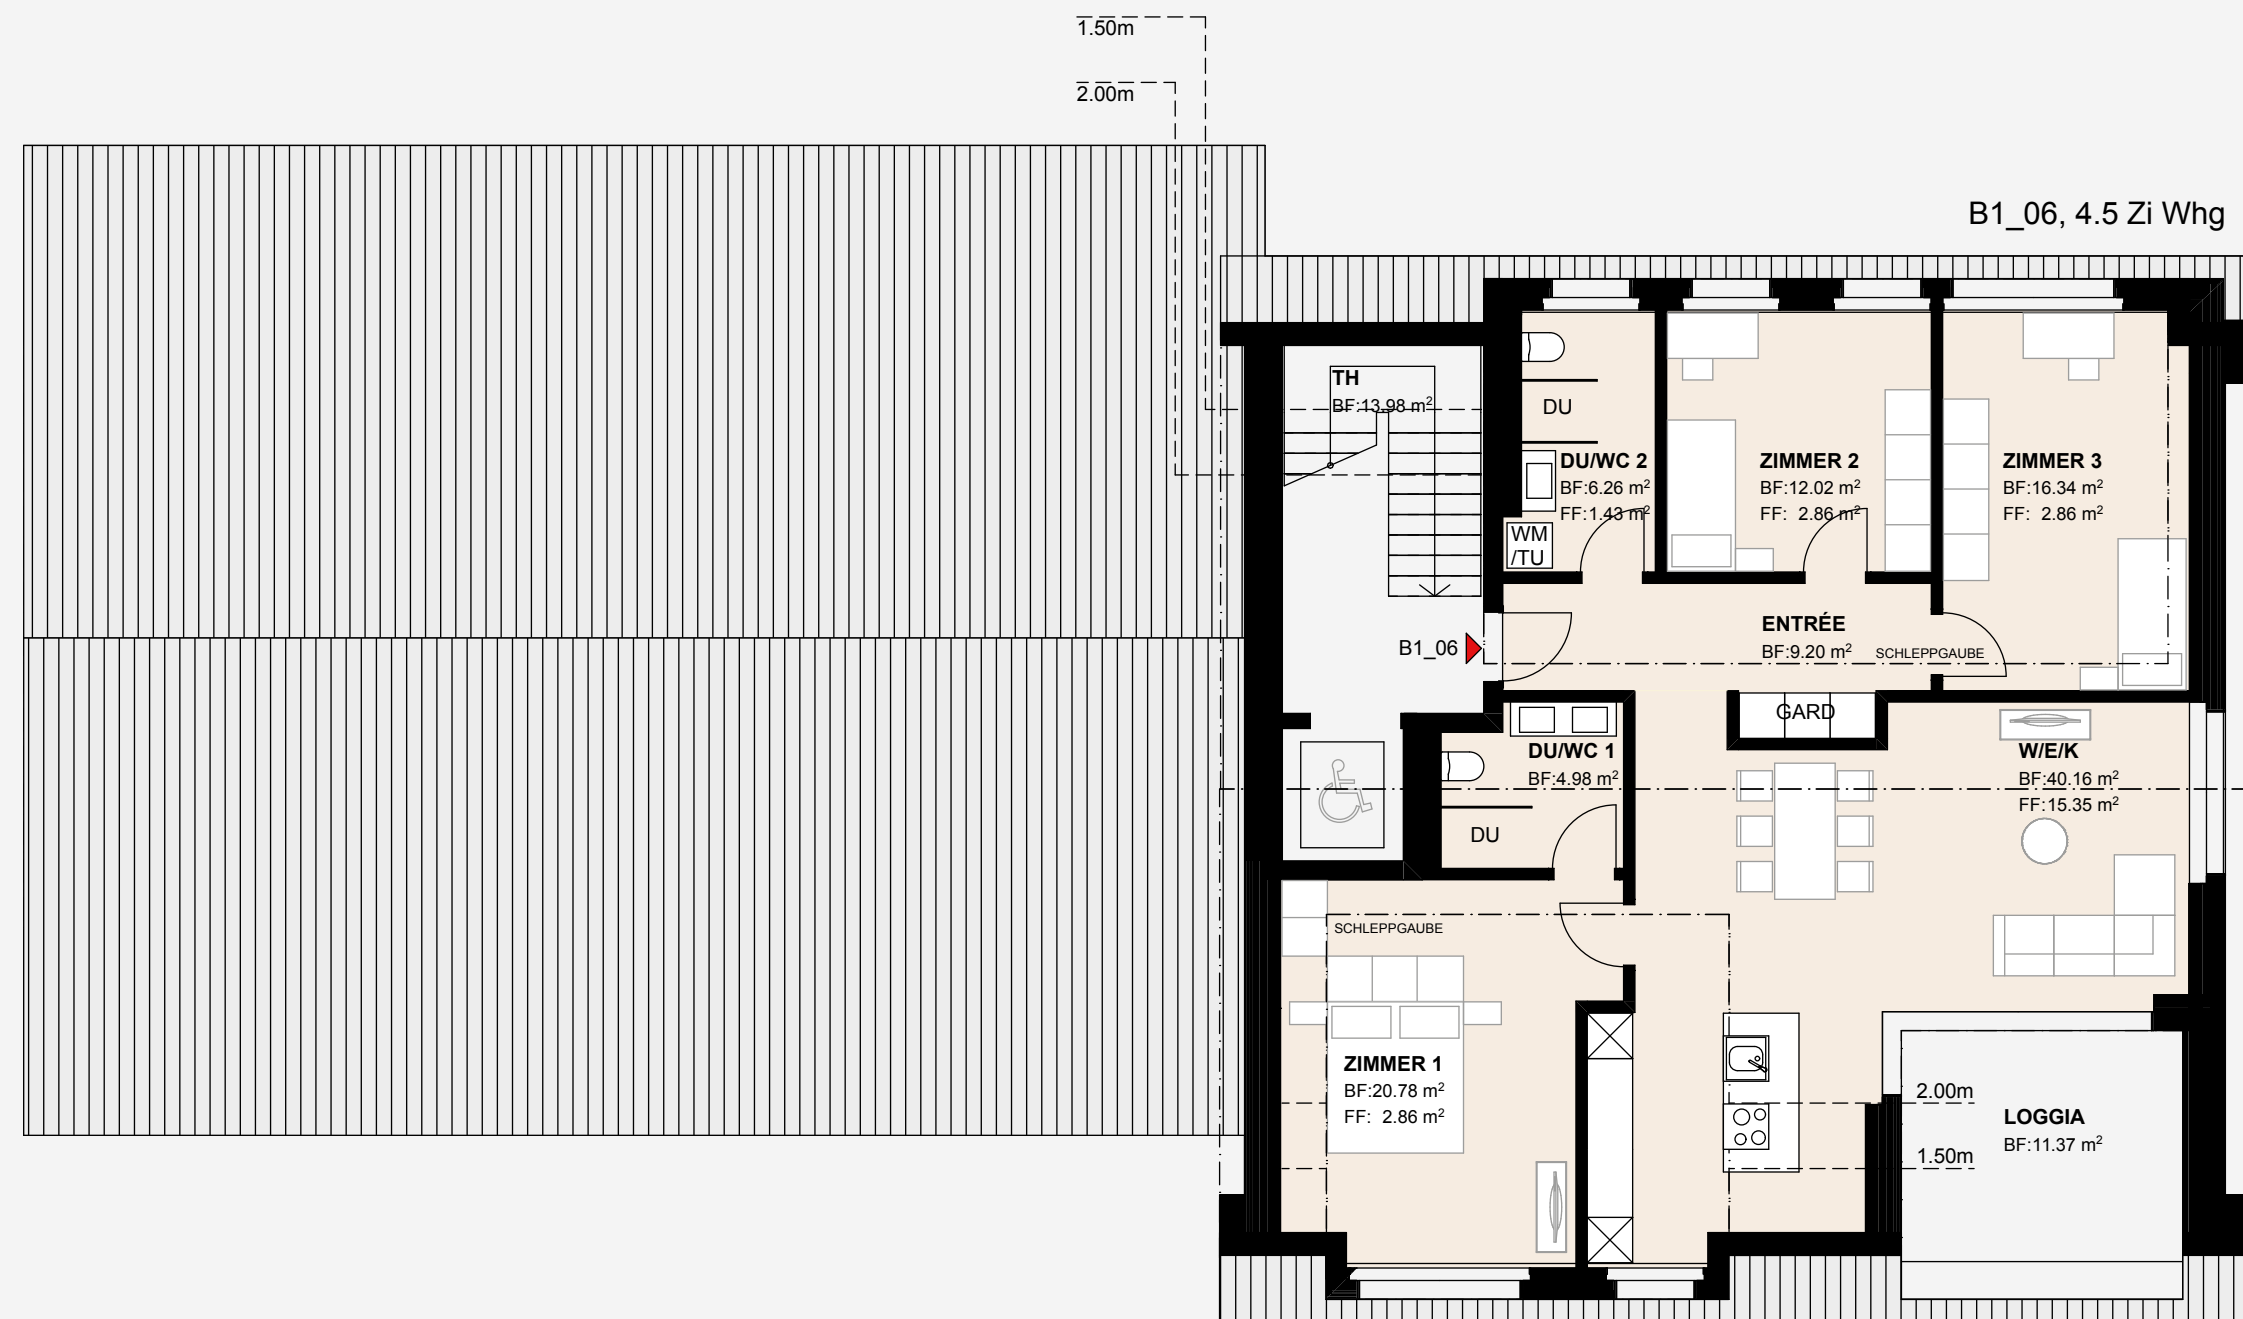 1.50m
2.00m
B1_06, 4.5 Zi Whg
TH
BF:13.98 m²
DU
DU/WC 2
BF:6.26 m²
FF:1.43 m²
WM
/TU
ZIMMER 2
BF:12.02 m²
FF: 2.86 m²
ZIMMER 3
BF:16.34 m²
FF: 2.86 m²
B1_06
ENTRÉE
BF:9.20 m²
SCHLEPPGAUBE
GARD
DU/WC 1
BF:4.98 m²
DU
W/E/K
BF:40.16 m²
FF:15.35 m²
SCHLEPPGAUBE
ZIMMER 1
BF:20.78 m²
FF: 2.86 m²
2.00m
1.50m
LOGGIA
BF:11.37 m²